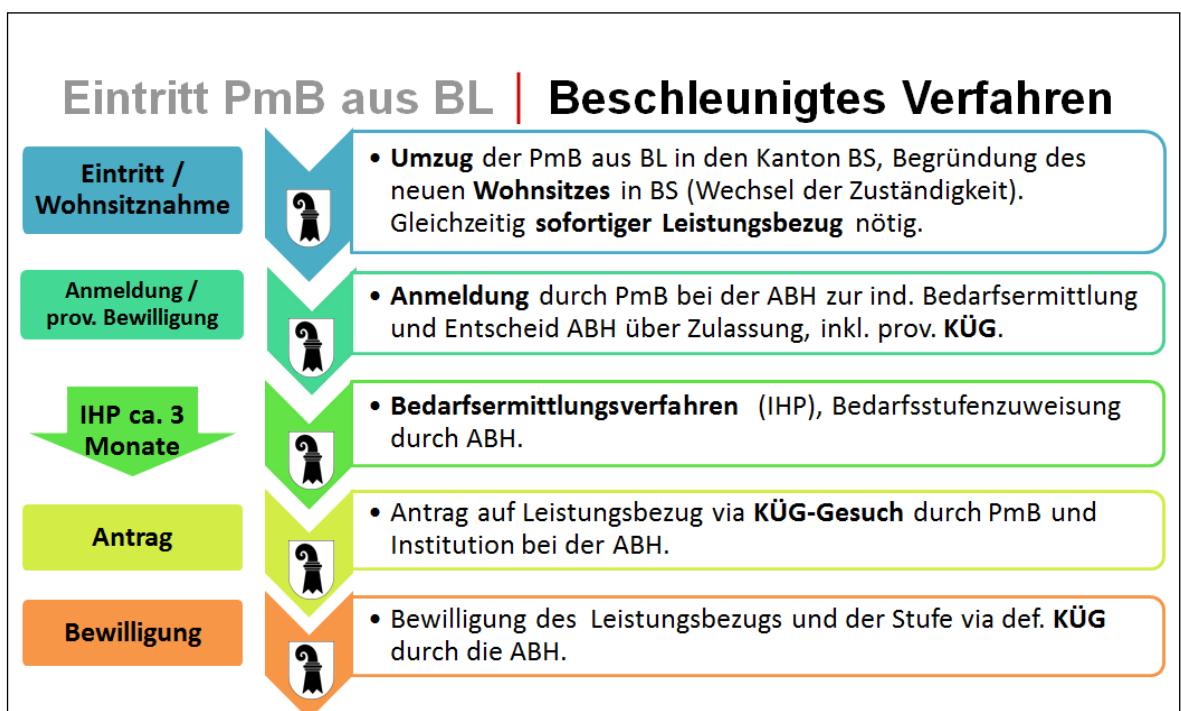 Eintritt PmB aus BL | Beschleunigtes Verfahren
Eintritt /
Wohnsitznahme
• Umzug der PmB aus BL in den Kanton BS, Begründung des
neuen Wohnsitzes in BS (Wechsel der Zuständigkeit).
Gleichzeitig sofortiger Leistungsbezug nötig.
Anmeldung /
prov. Bewilligung
• Anmeldung durch PmB bei der ABH zur ind. Bedarfsermittlung
und Entscheid ABH über Zulassung, inkl. prov. KÜG.
IHP ca. 3
Monate
• Bedarfsermittlungsverfahren (IHP), Bedarfsstufenzuweisung
durch ABH.
Antrag
• Antrag auf Leistungsbezug via KÜG-Gesuch durch PmB und
Institution bei der ABH.
Bewilligung
• Bewilligung des Leistungsbezugs und der Stufe via def. KÜG
durch die ABH.